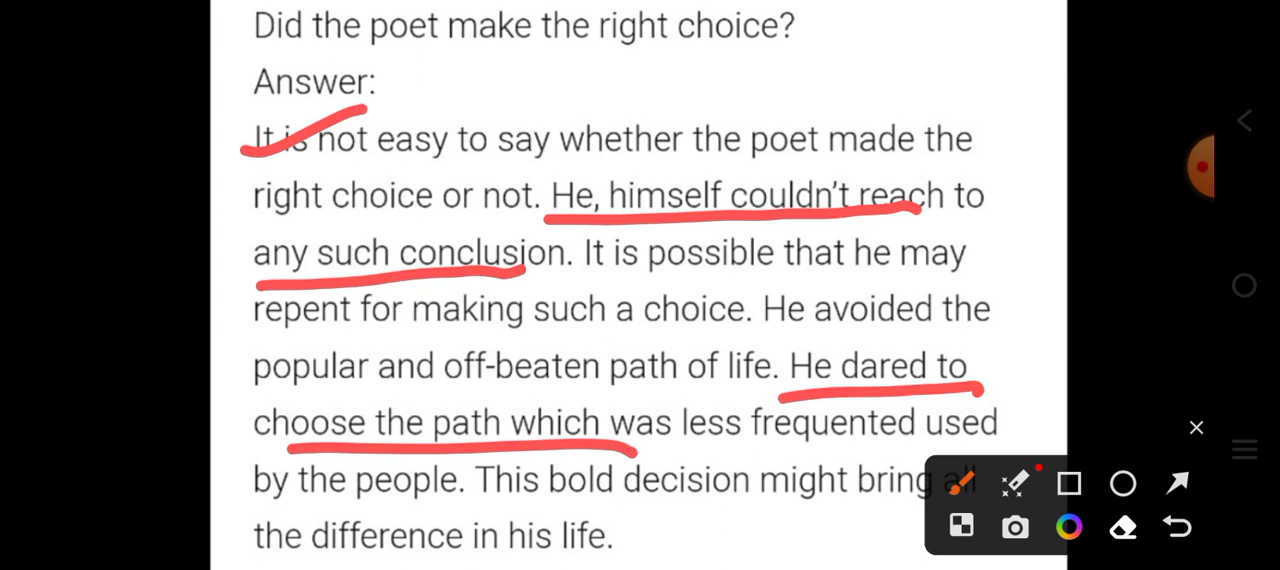 Did the poet make the right choice?
Answer:
It is not easy to say whether the poet made the
right choice or not. He, himself couldn't reach to
any such conclusion. It is possible that he may
repent for making such a choice. He avoided the
popular and off-beaten path of life. He dared to
choose the path which was less frequented used
by the people. This bold decision might bring all
the difference in his life.